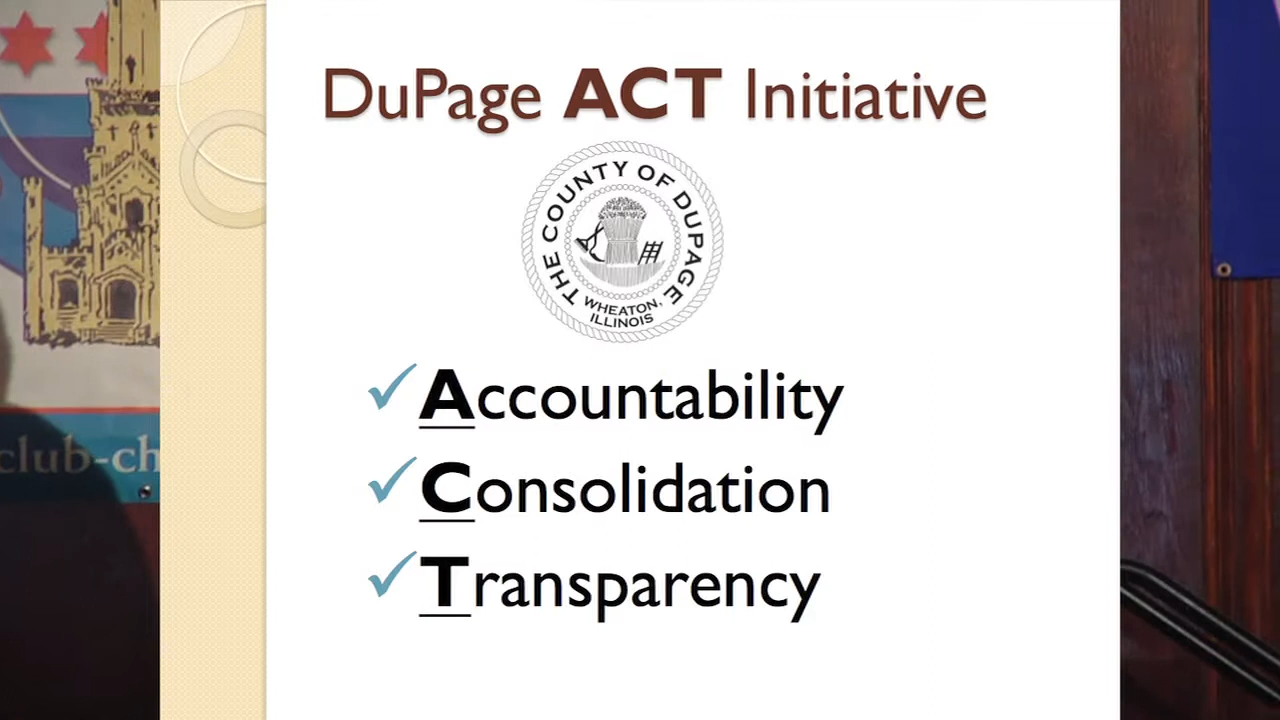 DuPage ACT Initiative
THE COUNTY OF DUPAGE
WHEATON,
ILLINOIS
Accountability
Consolidation
Transparency
club-ch